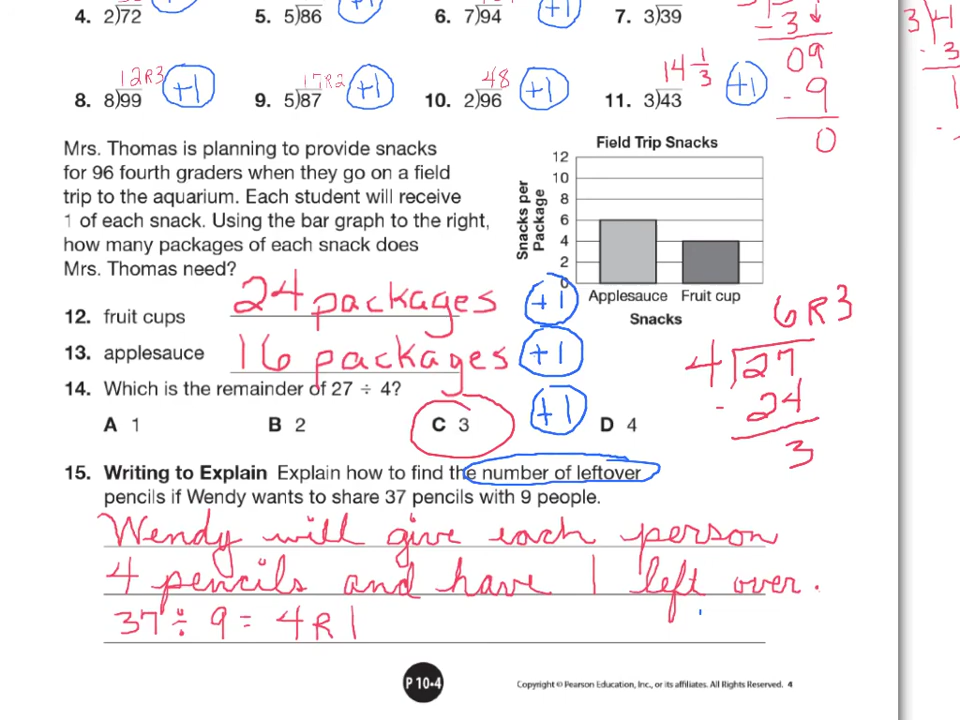 4. 2)72 5. 5)86 +1 6. 7)94 +1 7. 3)39
- 3
09
- 9
0
12R3 17R2 48 14 1/3
8. 8)99 +1 9. 5)87 +1 10. 2)96 +1 11. 3)43 +1
Mrs. Thomas is planning to provide snacks
for 96 fourth graders when they go on a field
trip to the aquarium. Each student will receive
1 of each snack. Using the bar graph to the right,
how many packages of each snack does
Mrs. Thomas need?
Field Trip Snacks
Snacks per
Package
12
10
8
6
4
2
0
Applesauce Fruit cup
Snacks
12. fruit cups 24 packages +1
13. applesauce 16 packages +1
14. Which is the remainder of 27 ÷ 4?
A 1 B 2 C 3 +1 D 4
6 R 3
4)27
- 24
3
15. Writing to Explain Explain how to find the number of leftover
pencils if Wendy wants to share 37 pencils with 9 people.
Wendy will give each person
4 pencils and have 1 left over.
37 ÷ 9 = 4 R 1
P 10•4
Copyright © Pearson Education, Inc., or its affiliates. All Rights Reserved. 4